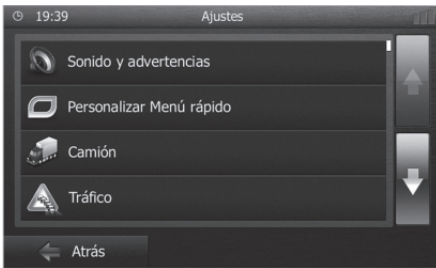 19:39 Ajustes
Sonido y advertencias
Personalizar Menú rápido
Camión
Tráfico
Atrás